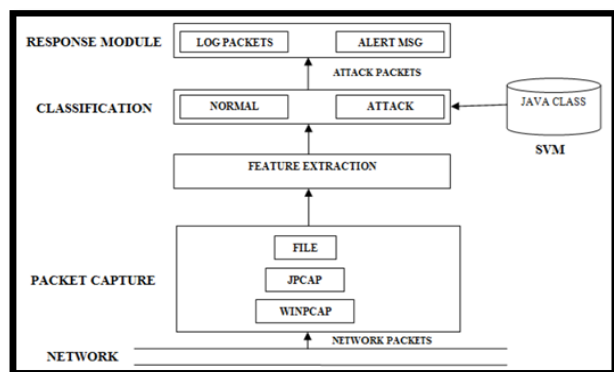 RESPONSE MODULE
LOG PACKETS
ALERT MSG
ATTACK PACKETS
CLASSIFICATION
NORMAL
ATTACK
JAVA CLASS
SVM
FEATURE EXTRACTION
PACKET CAPTURE
FILE
JPCAP
WINPCAP
NETWORK PACKETS
NETWORK